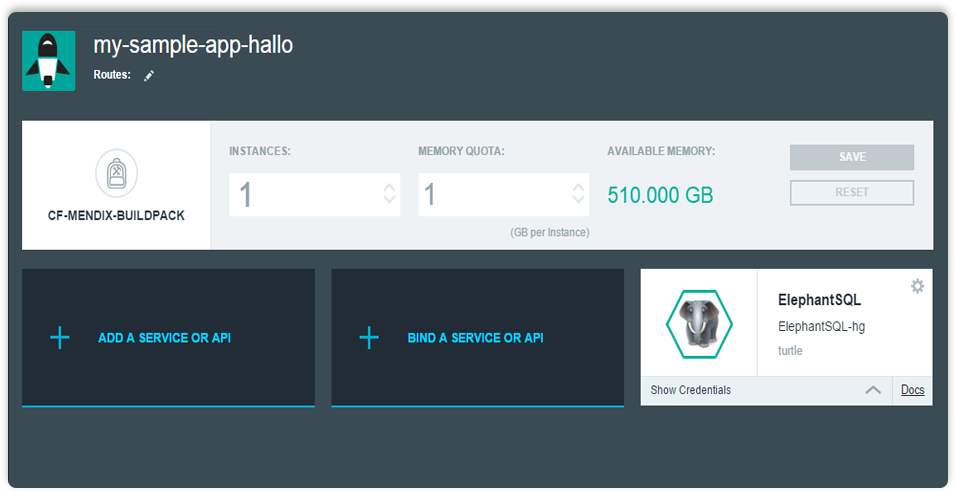 my-sample-app-hallo
Routes:
INSTANCES:
MEMORY QUOTA:
AVAILABLE MEMORY:
SAVE
1
1
510.000 GB
RESET
CF-MENDIX-BUILDPACK
(GB per Instance)
ADD A SERVICE OR API
BIND A SERVICE OR API
ElephantSQL
ElephantSQL-hg
turtle
Show Credentials
Docs